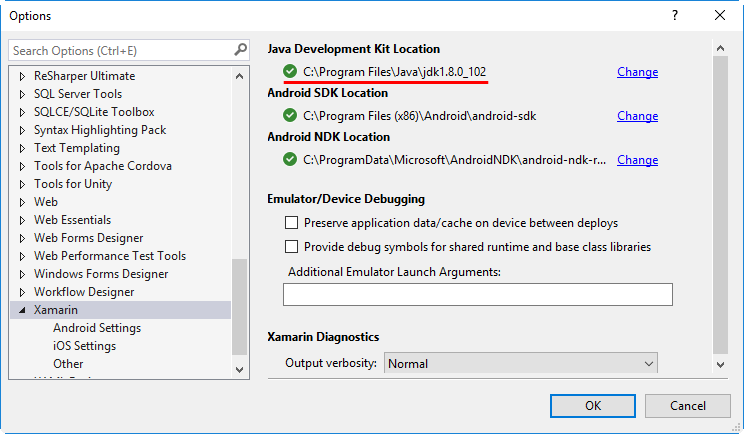 Options
Search Options (Ctrl+E)
ReSharper Ultimate
SQL Server Tools
SQLCE/SQLite Toolbox
Syntax Highlighting Pack
Text Templating
Tools for Apache Cordova
Tools for Unity
Web
Web Essentials
Web Forms Designer
Web Performance Test Tools
Windows Forms Designer
Workflow Designer
Xamarin
Android Settings
iOS Settings
Other
Java Development Kit Location
C:\Program Files\Java\jdk1.8.0_102 Change
Android SDK Location
C:\Program Files (x86)\Android\android-sdk Change
Android NDK Location
C:\ProgramData\Microsoft\AndroidNDK\android-ndk-r... Change
Emulator/Device Debugging
Preserve application data/cache on device between deploys
Provide debug symbols for shared runtime and base class libraries
Additional Emulator Launch Arguments:
Xamarin Diagnostics
Output verbosity: Normal
OK Cancel